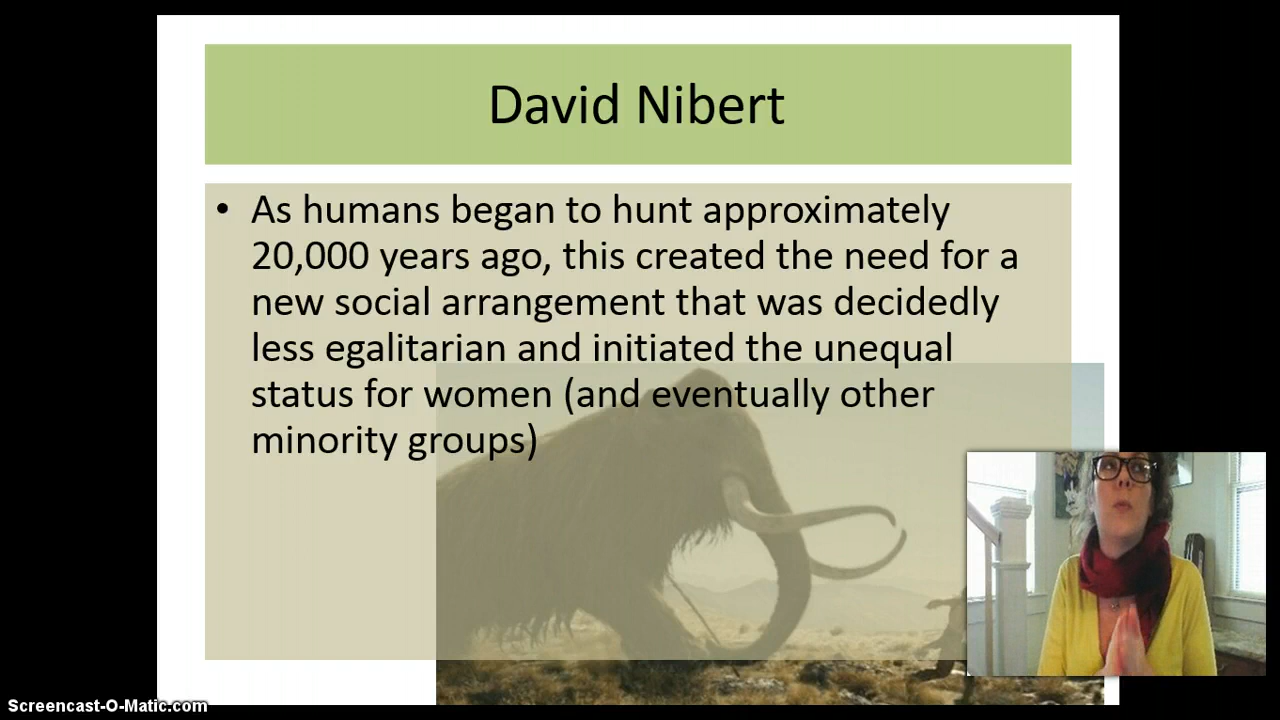 David Nibert
• As humans began to hunt approximately
20,000 years ago, this created the need for a
new social arrangement that was decidedly
less egalitarian and initiated the unequal
status for women (and eventually other
minority groups)
Screencast-O-Matic.com